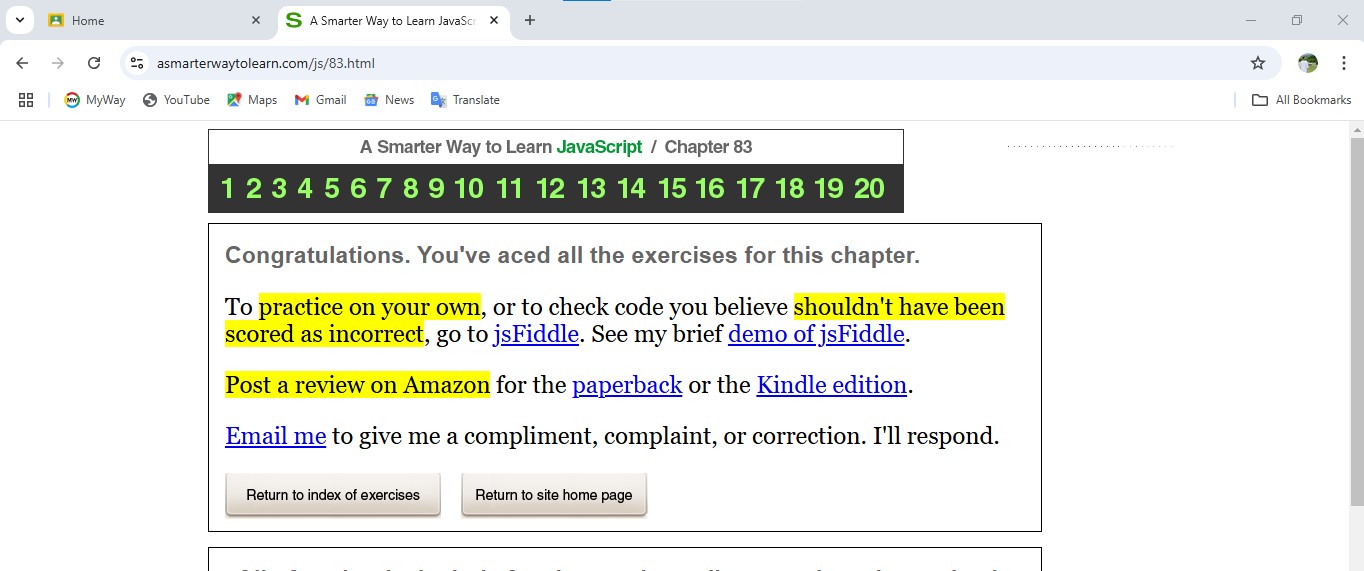 Home
A Smarter Way to Learn JavaScr
asmarterwaytolearn.com/js/83.html
MyWay YouTube Maps Gmail News Translate All Bookmarks
A Smarter Way to Learn JavaScript / Chapter 83
1 2 3 4 5 6 7 8 9 10 11 12 13 14 15 16 17 18 19 20
Congratulations. You've aced all the exercises for this chapter.
To practice on your own, or to check code you believe shouldn't have been
scored as incorrect, go to jsFiddle. See my brief demo of jsFiddle.
Post a review on Amazon for the paperback or the Kindle edition.
Email me to give me a compliment, complaint, or correction. I'll respond.
Return to index of exercises Return to site home page